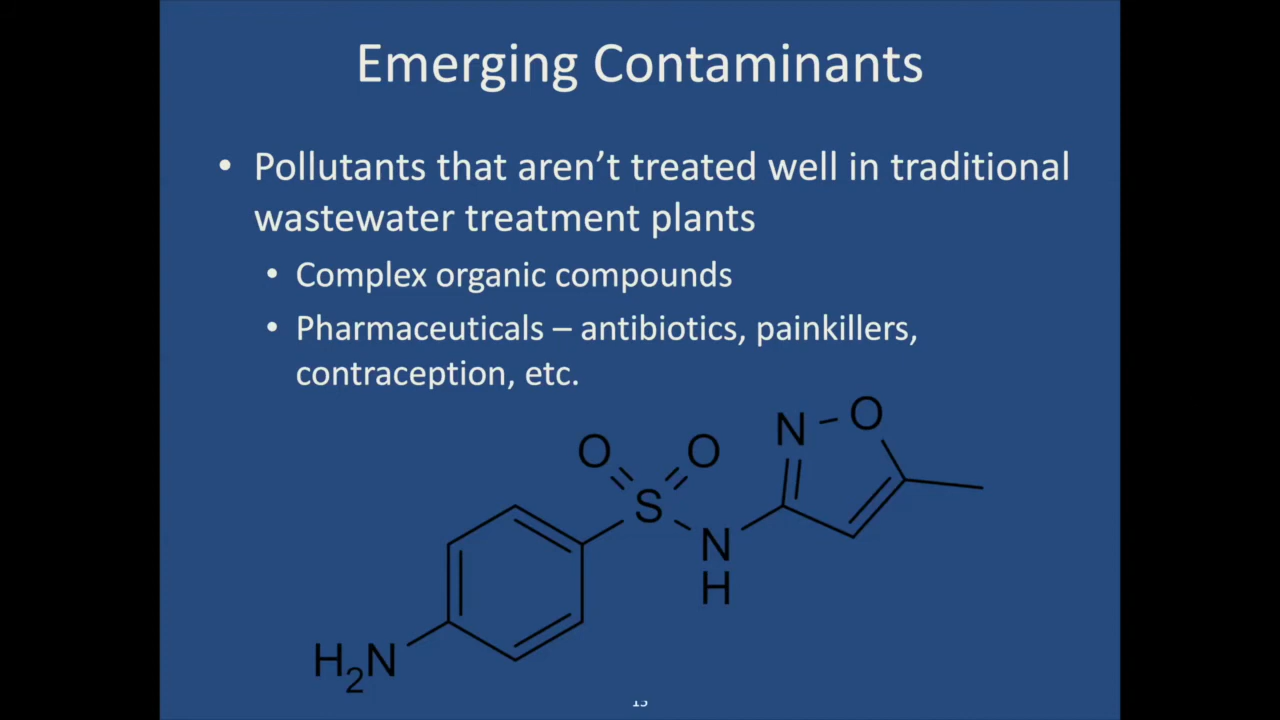 Emerging Contaminants
• Pollutants that aren’t treated well in traditional
wastewater treatment plants
• Complex organic compounds
• Pharmaceuticals – antibiotics, painkillers,
contraception, etc.
N O
O O
S
N
H
H₂N
15